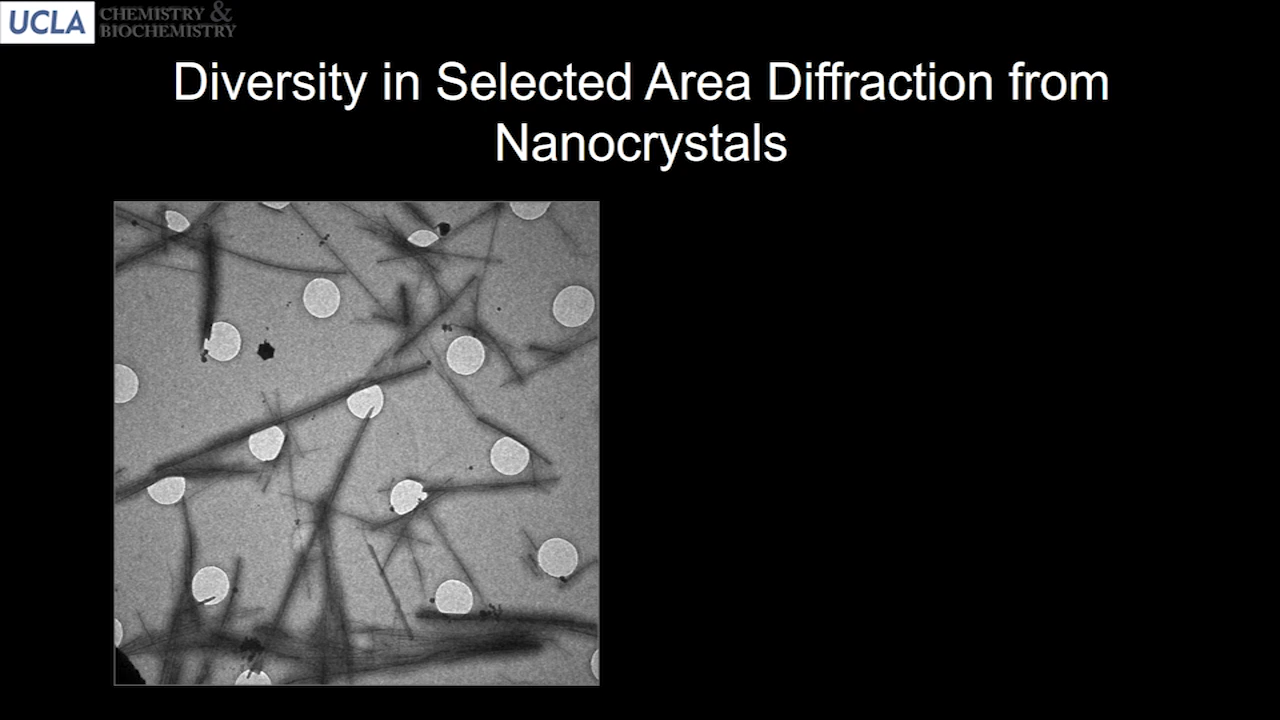 UCLA CHEMISTRY &
BIOCHEMISTRY
Diversity in Selected Area Diffraction from
Nanocrystals